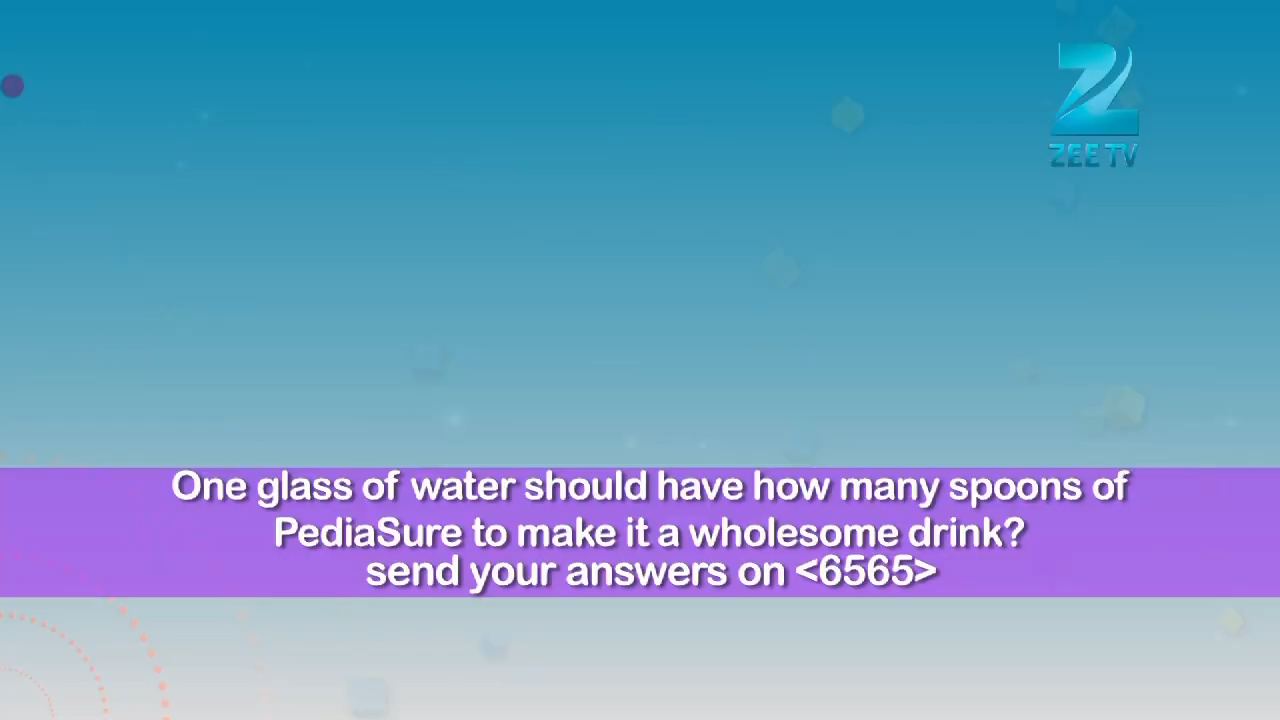 ZEE TV
One glass of water should have how many spoons of
PediaSure to make it a wholesome drink?
send your answers on <6565>